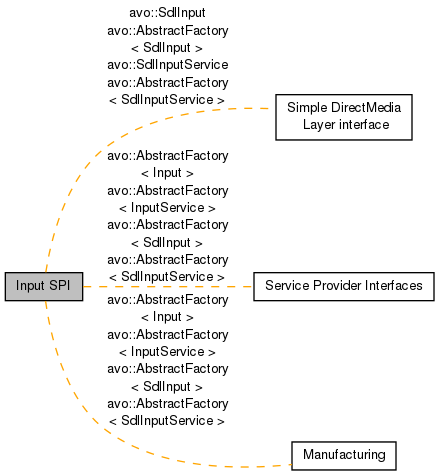 avo::SdlInput
avo::AbstractFactory
< SdlInput >
avo::SdlInputService
avo::AbstractFactory
< SdlInputService >
Simple DirectMedia
Layer interface
avo::AbstractFactory
< Input >
avo::AbstractFactory
< InputService >
avo::AbstractFactory
< SdlInput >
avo::AbstractFactory
< SdlInputService >
Input SPI
Service Provider Interfaces
avo::AbstractFactory
< Input >
avo::AbstractFactory
< InputService >
avo::AbstractFactory
< SdlInput >
avo::AbstractFactory
< SdlInputService >
Manufacturing